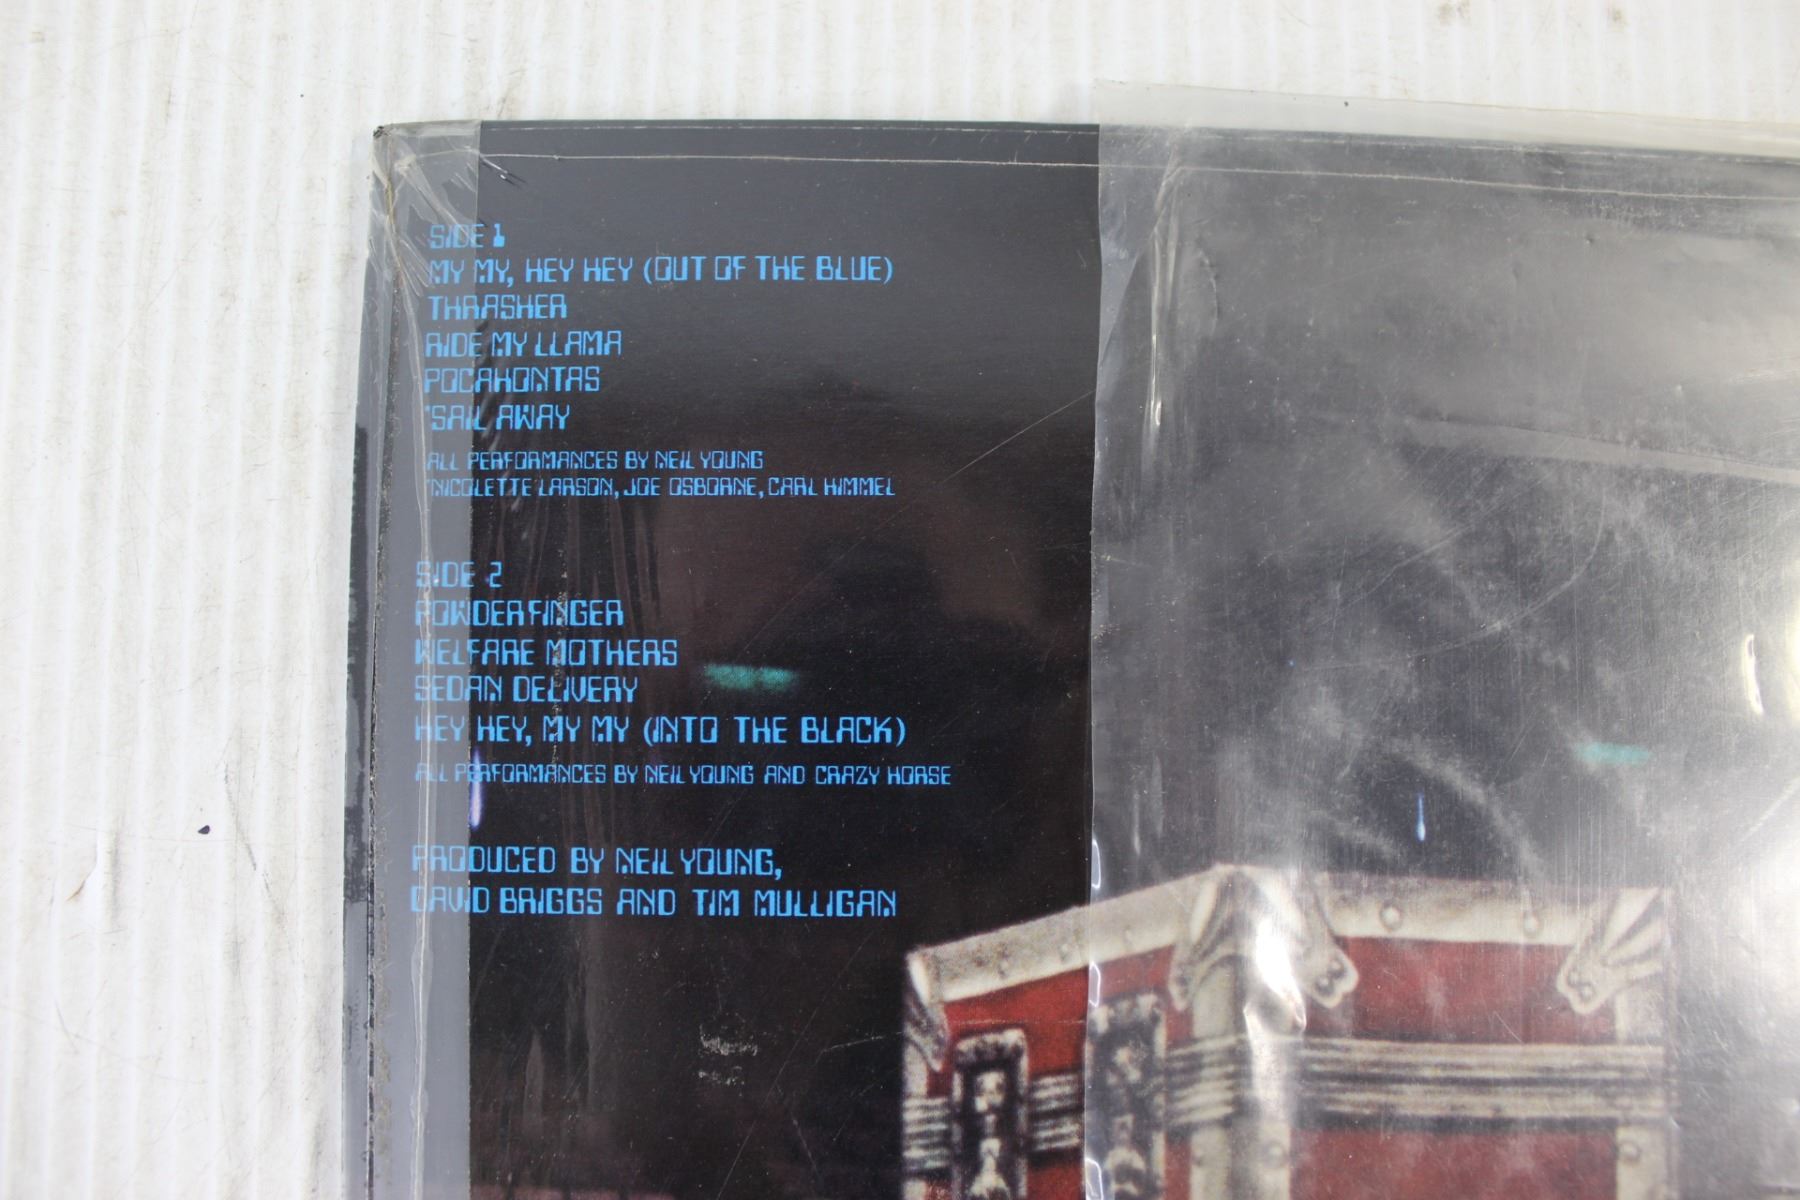 SIDE 1
MY MY, HEY HEY (OUT OF THE BLUE)
THRASHER
RIDE MY LLAMA
POCAHONTAS
*SAIL AWAY
ALL PERFORMANCES BY NEIL YOUNG
*NICOLETTE LARSON, JOE OSBORNE, CARL HIMMEL
SIDE 2
POWDERFINGER
WELFARE MOTHERS
SEDAN DELIVERY
HEY HEY, MY MY (INTO THE BLACK)
ALL PERFORMANCES BY NEIL YOUNG AND CRAZY HORSE
PRODUCED BY NEIL YOUNG,
DAVID BRIGGS AND TIM MULLIGAN